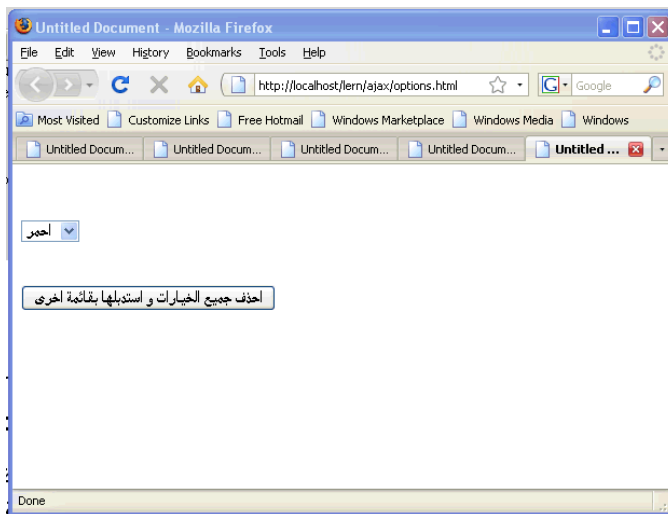 Untitled Document - Mozilla Firefox
File Edit View History Bookmarks Tools Help
http://localhost/lern/ajax/options.html G Google
Most Visited Customize Links Free Hotmail Windows Marketplace Windows Media Windows
Untitled Docum... Untitled Docum... Untitled Docum... Untitled Docum... Untitled ...
احمر
احذف جميع الخيارات و استبدلها بقائمة اخرى
Done